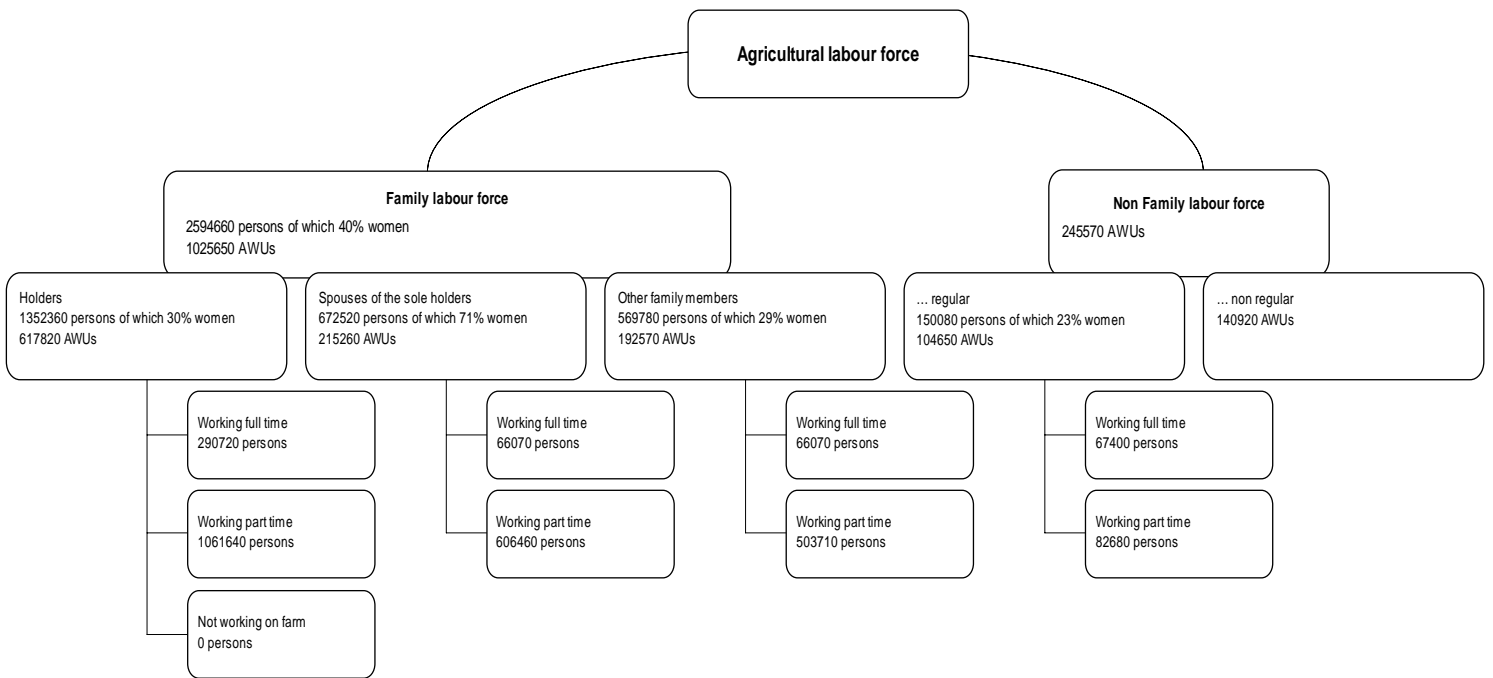 Agricultural labour force
Family labour force
2594660 persons of which 40% women
1025650 AWUs
Non Family labour force
245570 AWUs
Holders
1352360 persons of which 30% women
617820 AWUs
Spouses of the sole holders
672520 persons of which 71% women
215260 AWUs
Other family members
569780 persons of which 29% women
192570 AWUs
... regular
150080 persons of which 23% women
104650 AWUs
... non regular
140920 AWUs
Working full time
290720 persons
Working full time
66070 persons
Working full time
66070 persons
Working full time
67400 persons
Working part time
1061640 persons
Working part time
606460 persons
Working part time
503710 persons
Working part time
82680 persons
Not working on farm
0 persons